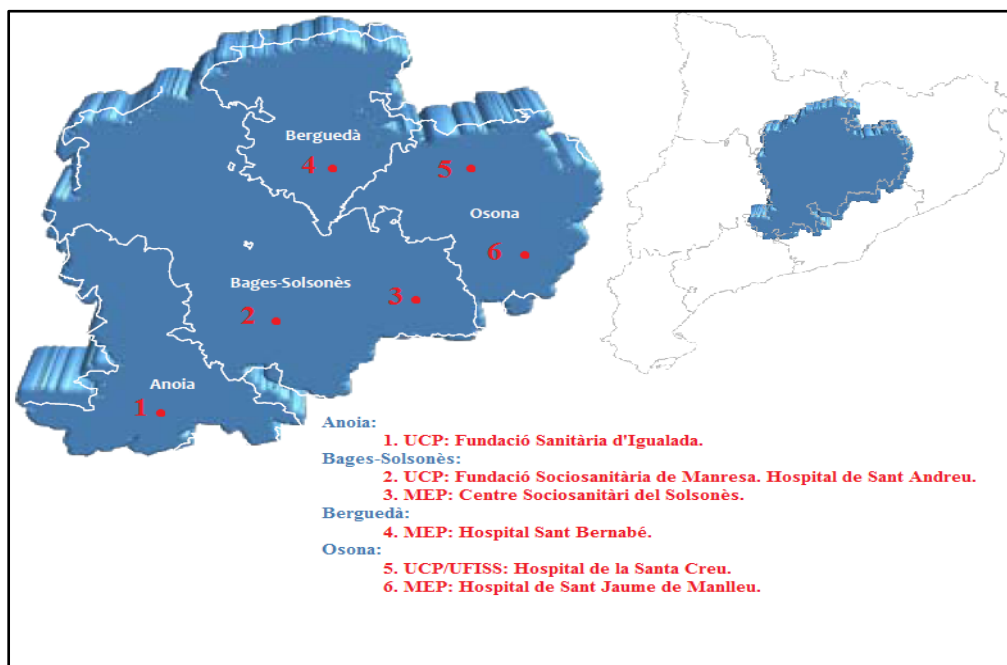 Berguedà
4
5
Osona
6
Bages-Solsonès
3
2
Anoia
1
Anoia:
1. UCP: Fundació Sanitària d'Igualada.
Bages-Solsonès:
2. UCP: Fundació Sociosanitària de Manresa. Hospital de Sant Andreu.
3. MEP: Centre Sociosanitàri del Solsonès.
Berguedà:
4. MEP: Hospital Sant Bernabé.
Osona:
5. UCP/UFISS: Hospital de la Santa Creu.
6. MEP: Hospital de Sant Jaume de Manlleu.